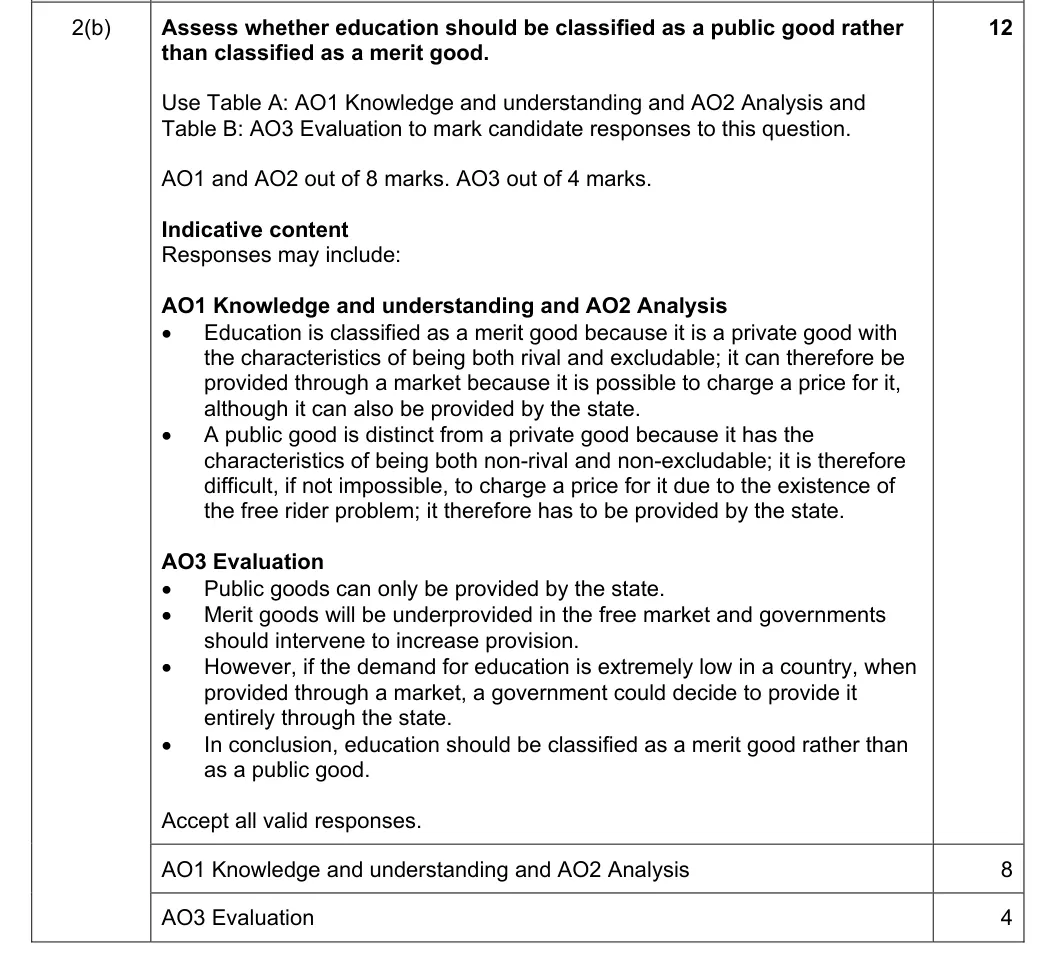 2(b) Assess whether education should be classified as a public good rather 12
than classified as a merit good.
Use Table A: AO1 Knowledge and understanding and AO2 Analysis and
Table B: AO3 Evaluation to mark candidate responses to this question.
AO1 and AO2 out of 8 marks. AO3 out of 4 marks.
Indicative content
Responses may include:
AO1 Knowledge and understanding and AO2 Analysis
• Education is classified as a merit good because it is a private good with
the characteristics of being both rival and excludable; it can therefore be
provided through a market because it is possible to charge a price for it,
although it can also be provided by the state.
• A public good is distinct from a private good because it has the
characteristics of being both non-rival and non-excludable; it is therefore
difficult, if not impossible, to charge a price for it due to the existence of
the free rider problem; it therefore has to be provided by the state.
AO3 Evaluation
• Public goods can only be provided by the state.
• Merit goods will be underprovided in the free market and governments
should intervene to increase provision.
• However, if the demand for education is extremely low in a country, when
provided through a market, a government could decide to provide it
entirely through the state.
• In conclusion, education should be classified as a merit good rather than
as a public good.
Accept all valid responses.
AO1 Knowledge and understanding and AO2 Analysis 8
AO3 Evaluation 4